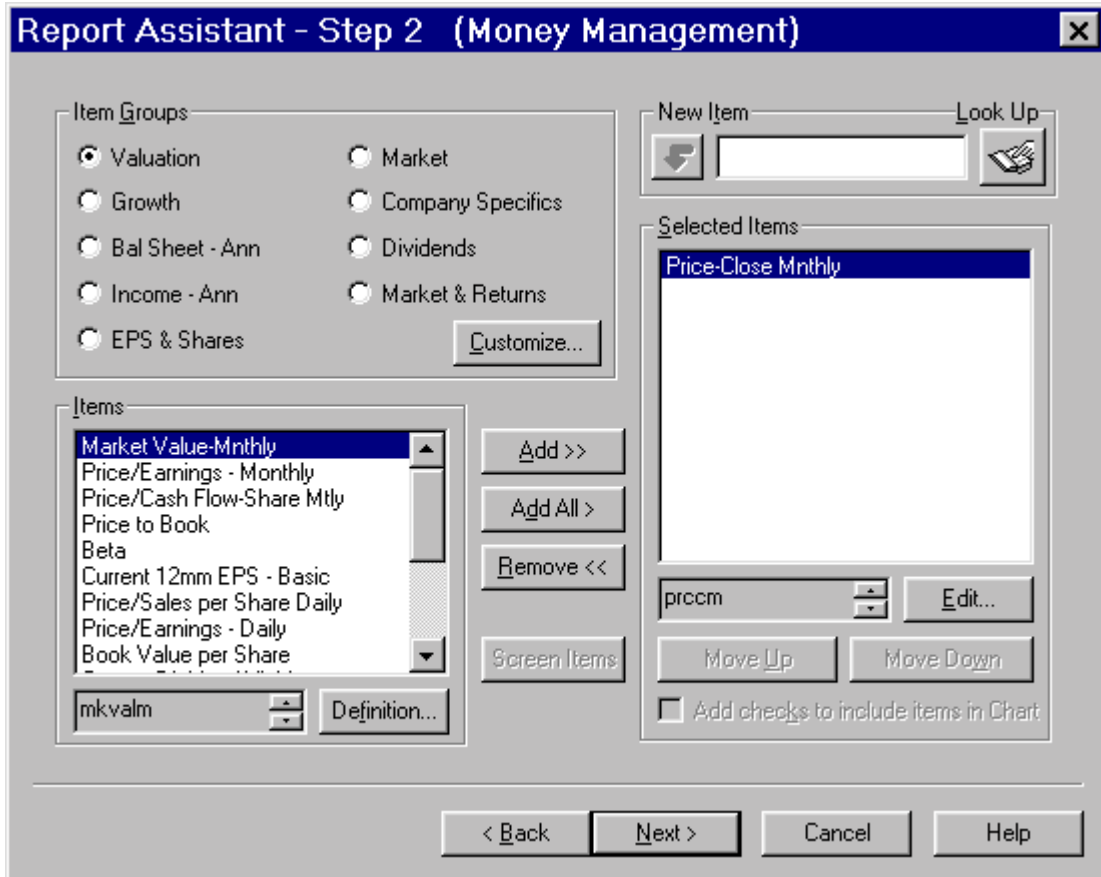 Report Assistant - Step 2 (Money Management)
Item Groups
Valuation
Growth
Bal Sheet - Ann
Income - Ann
EPS & Shares
Market
Company Specifics
Dividends
Market & Returns
Customize...
New Item
Look Up
Items
Market Value-Mnthly
Price/Earnings - Monthly
Price/Cash Flow-Share Mtly
Price to Book
Beta
Current 12mm EPS - Basic
Price/Sales per Share Daily
Price/Earnings - Daily
Book Value per Share
mkvalm
Definition...
Add >>
Add All >
Remove <<
Screen Items
Selected Items
Price-Close Mnthly
prccm
Edit...
Move Up
Move Down
Add checks to include items in Chart
< Back
Next >
Cancel
Help